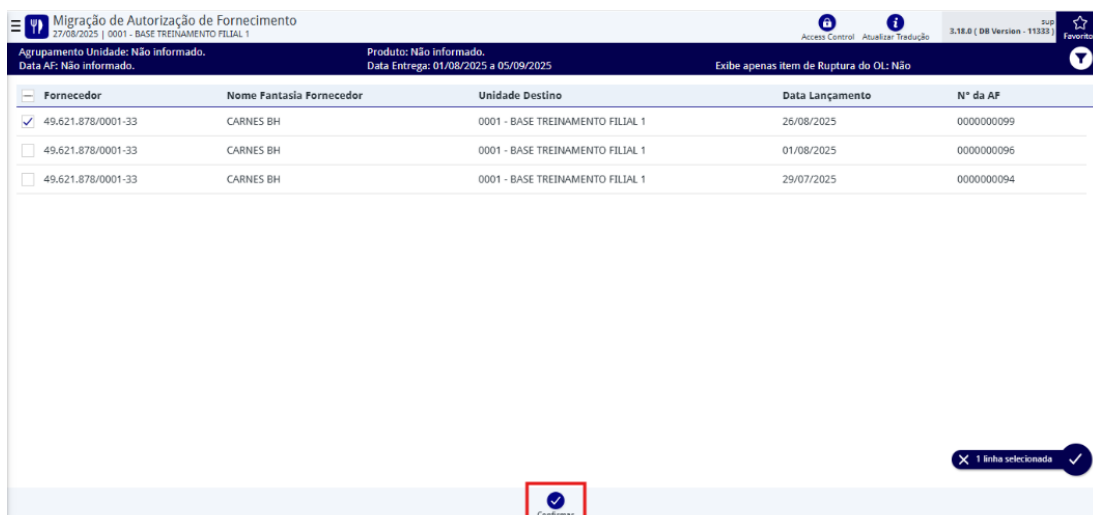 Migração de Autorização de Fornecimento
27/08/2025 | 0001 - BASE TREINAMENTO FILIAL 1
Access Control
Atualizar Tradução
sup
3.18.0 ( DB Version - 11333 )
Favorito
Agrupamento Unidade: Não informado.
Produto: Não informado.
Data AF: Não informado.
Data Entrega: 01/08/2025 a 05/09/2025
Exibe apenas item de Ruptura do OL: Não
Fornecedor Nome Fantasia Fornecedor Unidade Destino Data Lançamento N° da AF
49.621.878/0001-33 CARNES BH 0001 - BASE TREINAMENTO FILIAL 1 26/08/2025 0000000099
49.621.878/0001-33 CARNES BH 0001 - BASE TREINAMENTO FILIAL 1 01/08/2025 0000000096
49.621.878/0001-33 CARNES BH 0001 - BASE TREINAMENTO FILIAL 1 29/07/2025 0000000094
1 linha selecionada
Confirmar